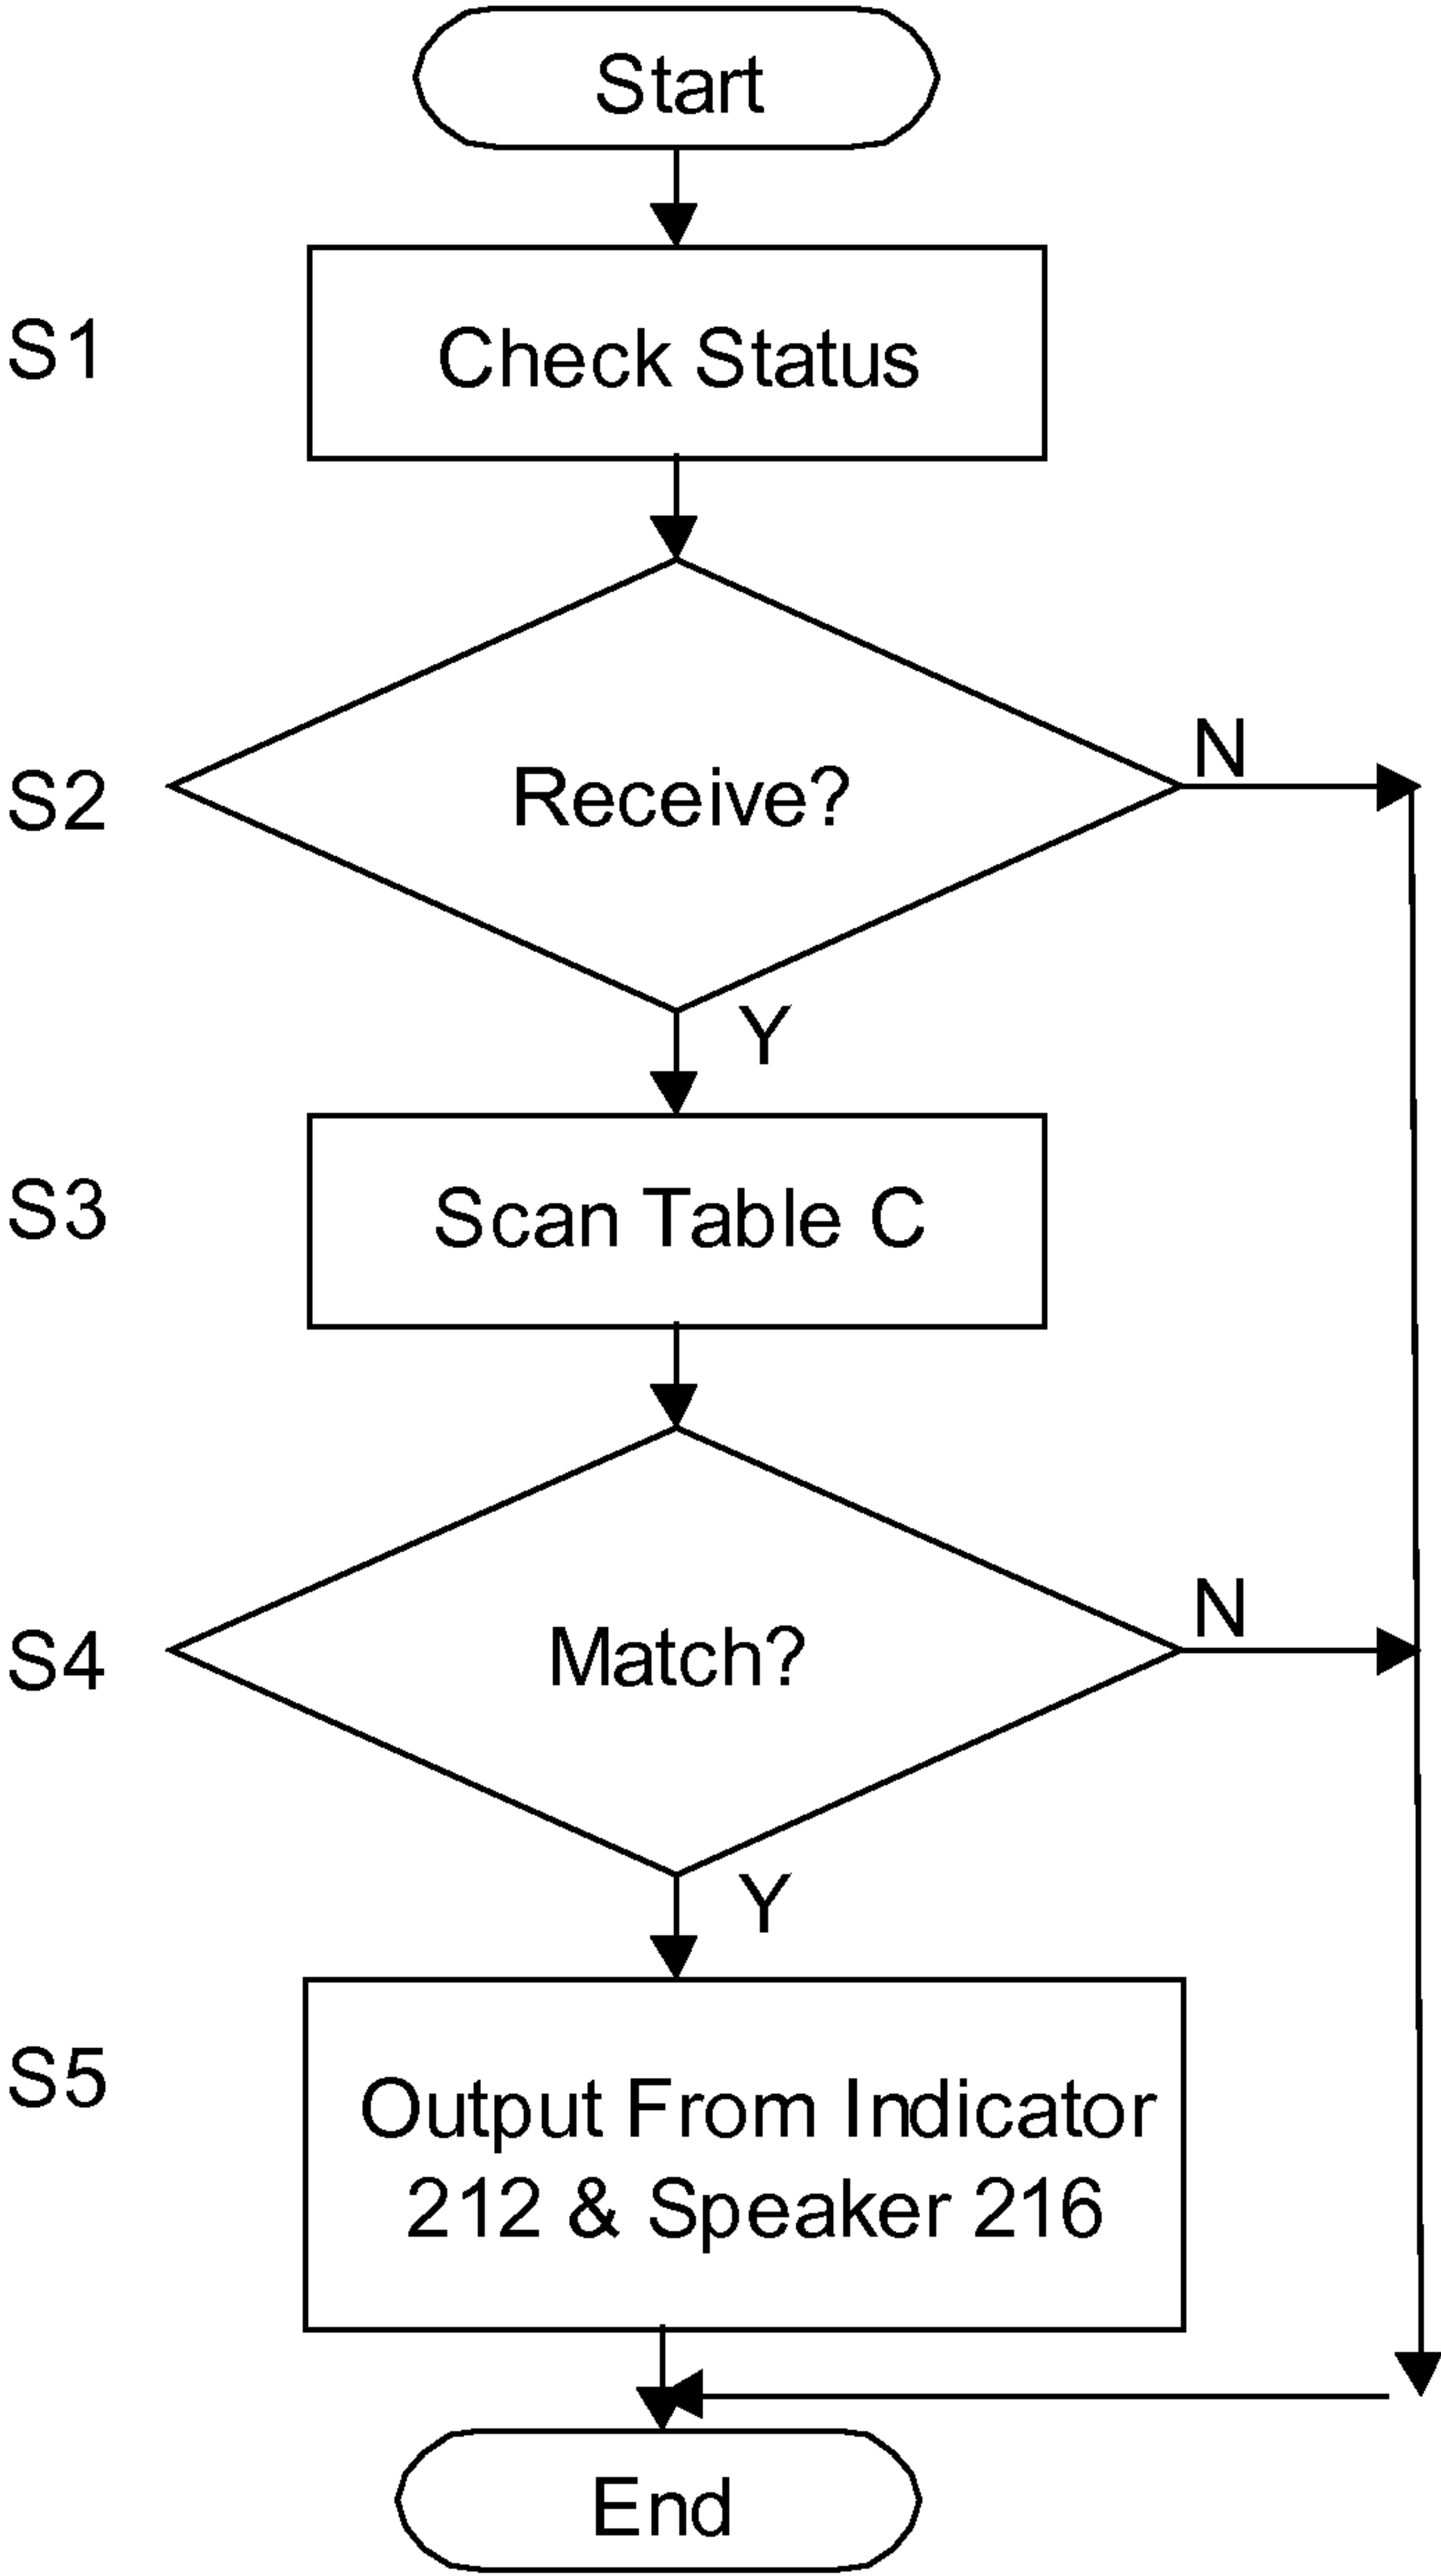 Start
S1
Check Status
S2
Receive?
N
Y
S3
Scan Table C
S4
Match?
N
Y
S5
Output From Indicator
212 & Speaker 216
End